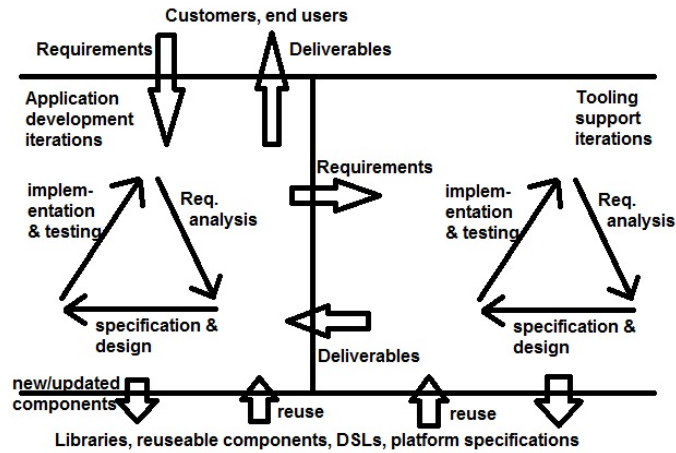 Customers, end users
Requirements
Deliverables
Application
development
iterations
Tooling
support
iterations
Requirements
implem-
entation
& testing
Req.
analysis
implem-
entation
& testing
Req.
analysis
specification &
design
specification &
design
Deliverables
new/updated
components
reuse
reuse
Libraries, reuseable components, DSLs, platform specifications